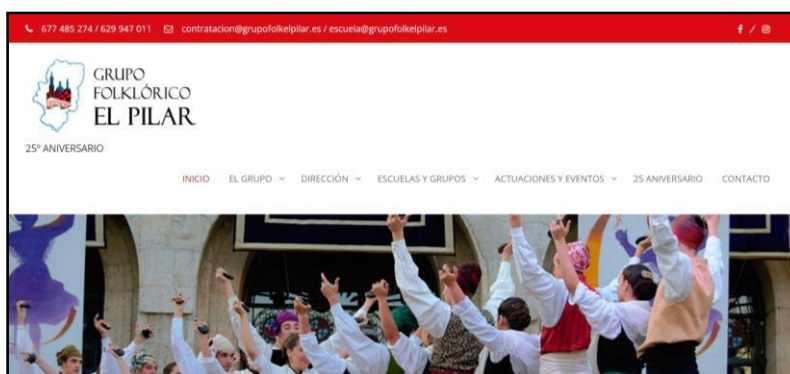 677 485 274 / 629 947 011 contratacion@grupofolkelpilar.es / escuela@grupofolkelpilar.es
GRUPO
FOLKLÓRICO
EL PILAR
25º ANIVERSARIO
INICIO EL GRUPO DIRECCIÓN ESCUELAS Y GRUPOS ACTUACIONES Y EVENTOS 25 ANIVERSARIO CONTACTO